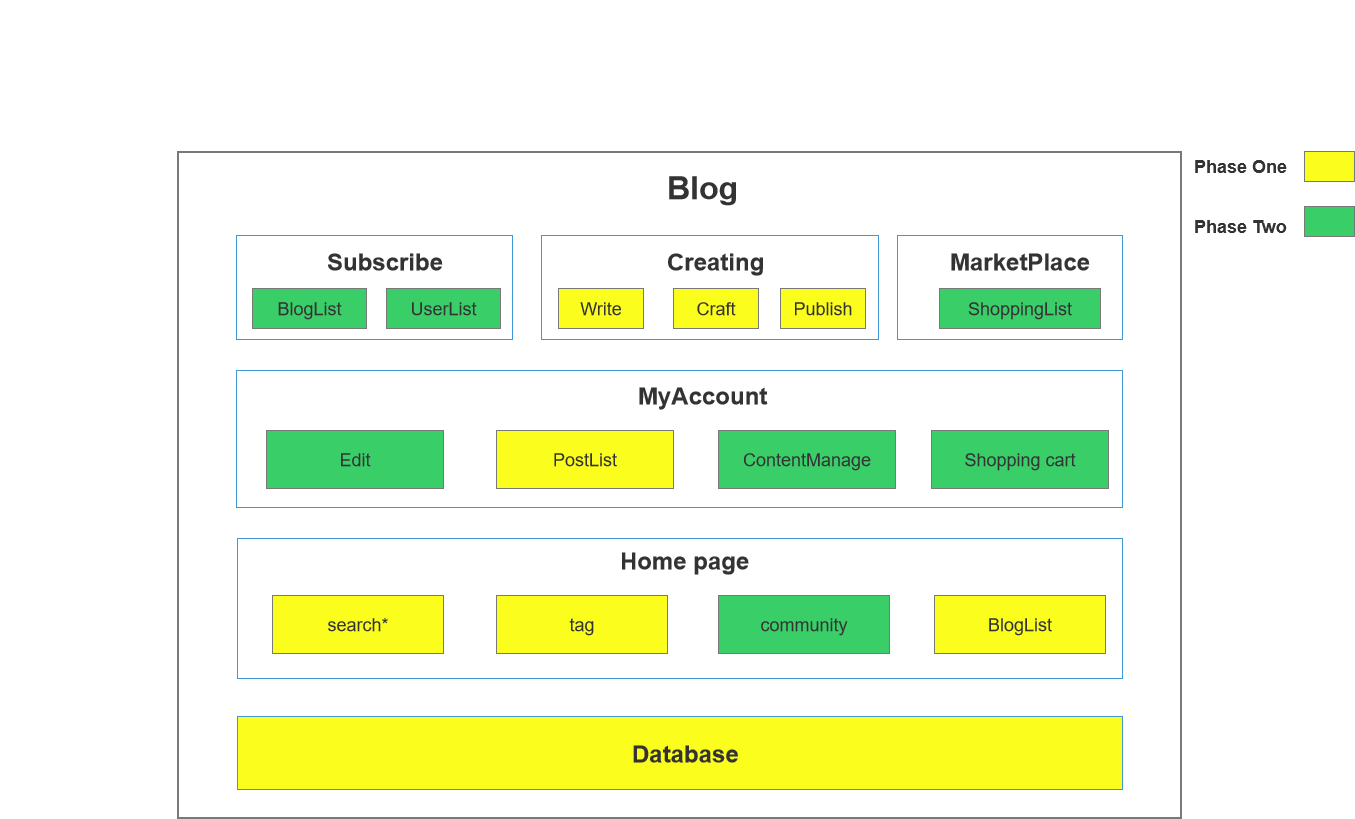 Blog
Phase One
Phase Two
Subscribe
BlogList
UserList
Creating
Write
Craft
Publish
MarketPlace
ShoppingList
MyAccount
Edit
PostList
ContentManage
Shopping cart
Home page
search*
tag
community
BlogList
Database